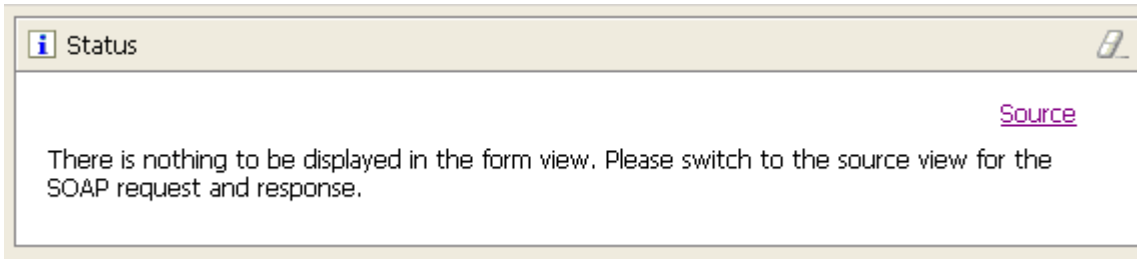 Status
Source
There is nothing to be displayed in the form view. Please switch to the source view for the
SOAP request and response.